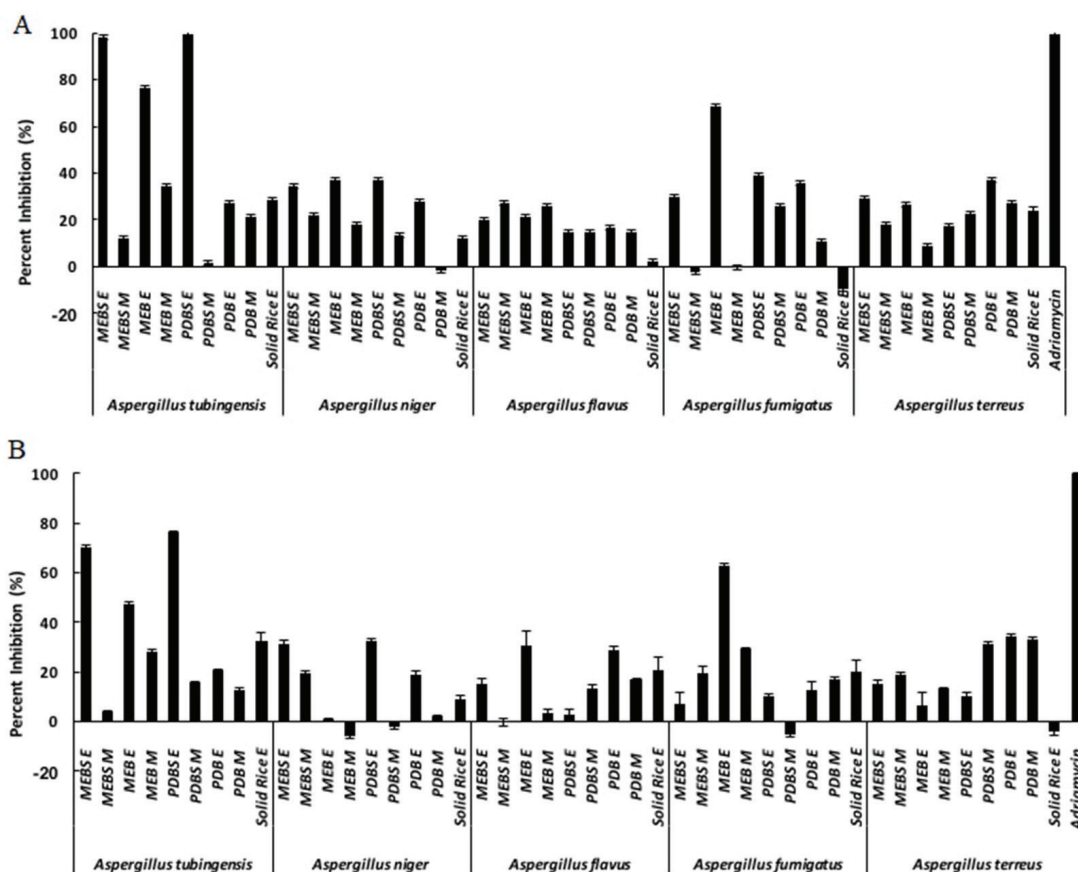 A
Percent Inhibition (%)
100
80
60
40
20
0
-20
MEBS E
MEBS M
MEB E
MEB M
PDBS E
PDBS M
PDB E
PDB M
Solid Rice E
MEBS E
MEBS M
MEB E
MEB M
PDBS E
PDBS M
PDB E
PDB M
Solid Rice E
MEBS E
MEBS M
MEB E
MEB M
PDBS E
PDBS M
PDB E
PDB M
Solid Rice E
MEBS E
MEBS M
MEB E
MEB M
PDBS E
PDBS M
PDB E
PDB M
Solid Rice E
MEBS E
MEBS M
MEB E
MEB M
PDBS E
PDBS M
PDB E
PDB M
Solid Rice E
Adriamycin
Aspergillus tubingensis
Aspergillus niger
Aspergillus flavus
Aspergillus fumigatus
Aspergillus terreus
B
Percent Inhibition (%)
100
80
60
40
20
0
-20
MEBS E
MEBS M
MEB E
MEB M
PDBS E
PDBS M
PDB E
PDB M
Solid Rice E
MEBS E
MEBS M
MEB E
MEB M
PDBS E
PDBS M
PDB E
PDB M
Solid Rice E
MEBS E
MEBS M
MEB E
MEB M
PDBS E
PDBS M
PDB E
PDB M
Solid Rice E
MEBS E
MEBS M
MEB E
MEB M
PDBS E
PDBS M
PDB E
PDB M
Solid Rice E
MEBS E
MEBS M
MEB E
MEB M
PDBS E
PDBS M
PDB E
PDB M
Solid Rice E
Adriamycin
Aspergillus tubingensis
Aspergillus niger
Aspergillus flavus
Aspergillus fumigatus
Aspergillus terreus